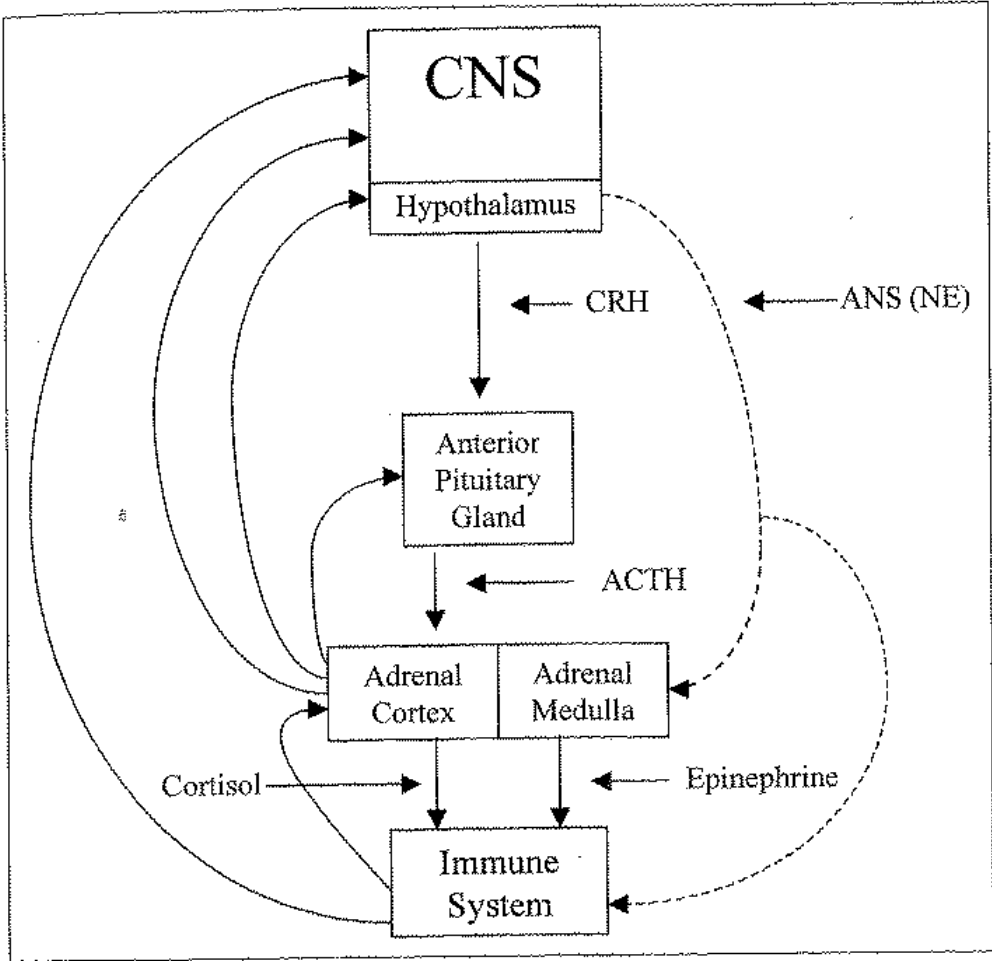 CNS
Hypothalamus
CRH
ANS (NE)
Anterior
Pituitary
Gland
ACTH
Adrenal
Cortex
Adrenal
Medulla
Cortisol
Epinephrine
Immune
System